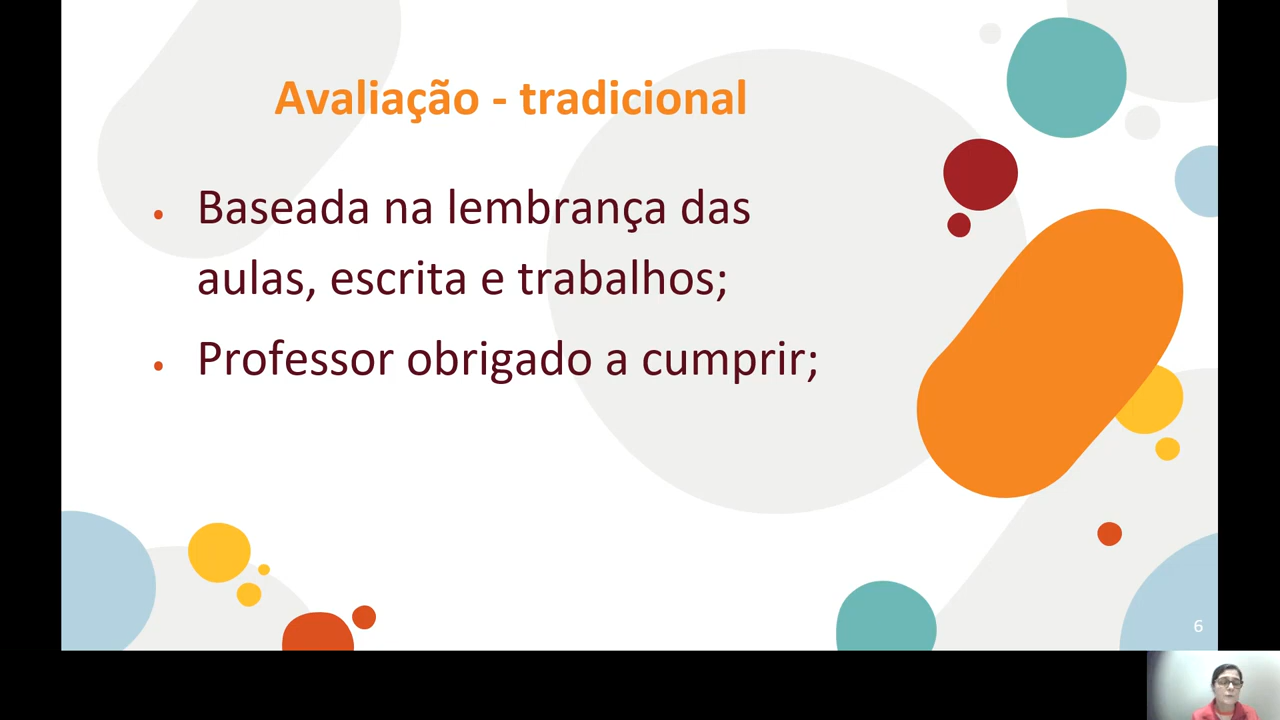 Avaliação - tradicional
• Baseada na lembrança das
aulas, escrita e trabalhos;
• Professor obrigado a cumprir;
6